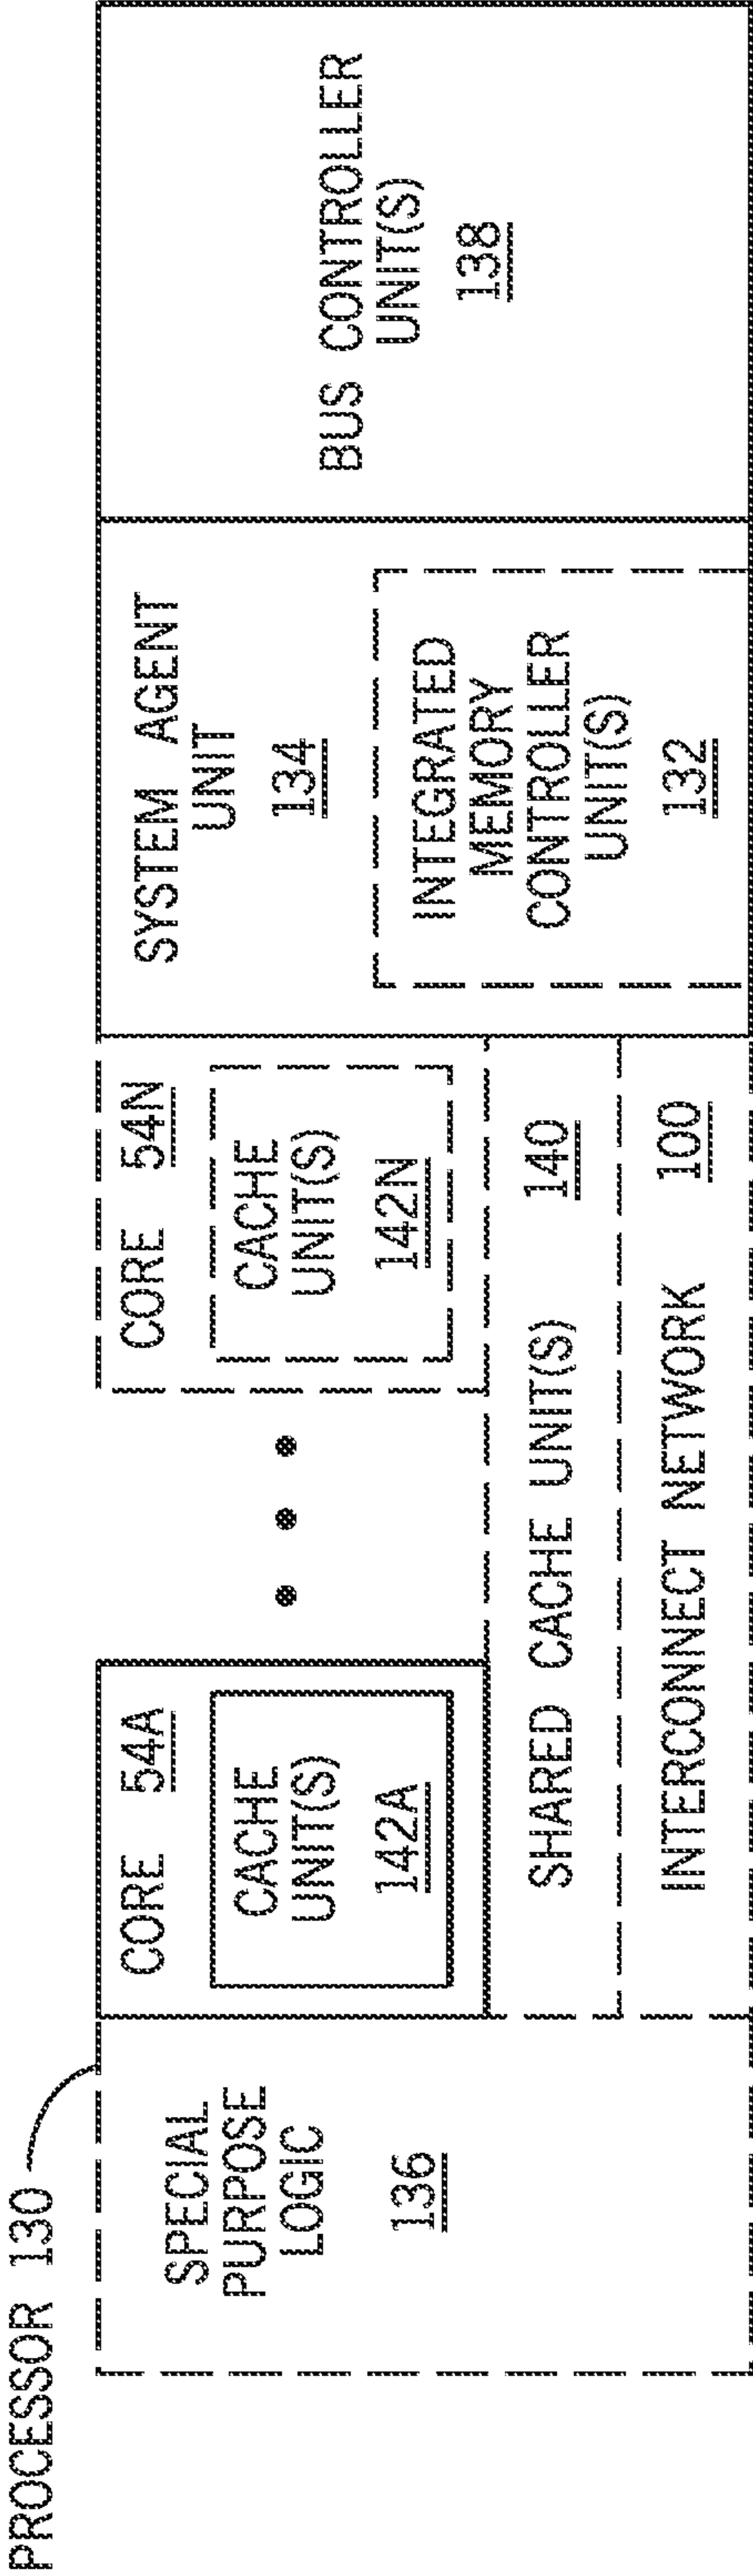 PROCESSOR 130
SPECIAL
PURPOSE
LOGIC
136
CORE 54A
CACHE
UNIT(S)
142A
CORE 54N
CACHE
UNIT(S)
142N
SHARED CACHE UNIT(S) 140
INTERCONNECT NETWORK 100
SYSTEM AGENT
UNIT
134
INTEGRATED
MEMORY
CONTROLLER
UNIT(S)
132
BUS CONTROLLER
UNIT(S)
138